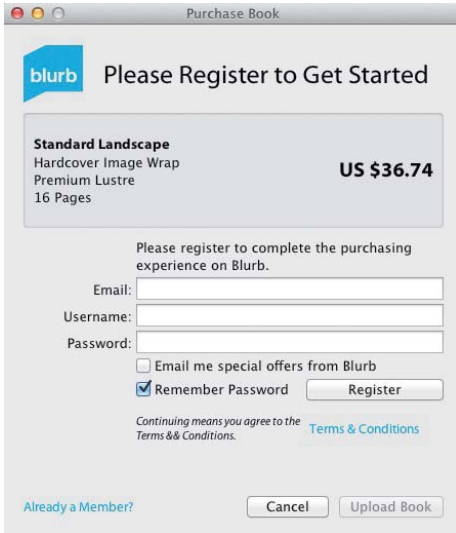 Purchase Book
blurb
Please Register to Get Started
Standard Landscape
Hardcover Image Wrap
Premium Lustre
16 Pages
US $36.74
Please register to complete the purchasing
experience on Blurb.
Email:
Username:
Password:
Email me special offers from Blurb
Remember Password
Register
Continuing means you agree to the
Terms && Conditions.
Terms & Conditions
Already a Member?
Cancel
Upload Book